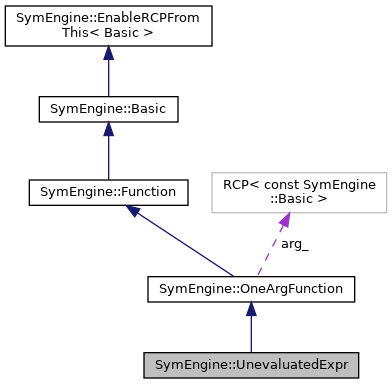 SymEngine::EnableRCPFrom
This< Basic >
SymEngine::Basic
SymEngine::Function
RCP< const SymEngine
::Basic >
arg_
SymEngine::OneArgFunction
SymEngine::UnevaluatedExpr